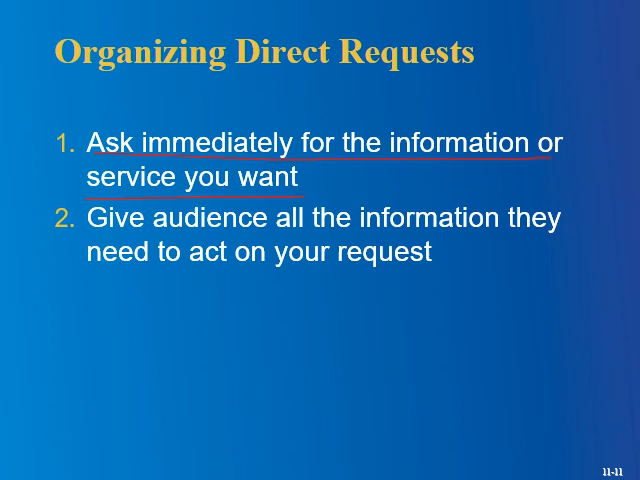 Organizing Direct Requests
1. Ask immediately for the information or
service you want
2. Give audience all the information they
need to act on your request
11-11